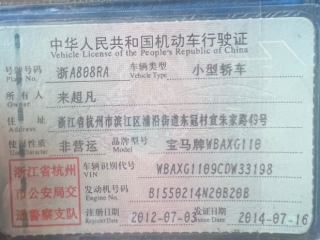 中华人民共和国机动车行驶证
Vehicle License of the People's Republic of China
号牌号码 浙A808RA 车辆类型 小型轿车
Plate No. Vehicle Type
所有人 来超凡
Owner
住址 浙江省杭州市滨江区浦沿街道东冠村宣朱家路49号
Address
使用性质 非营运 品牌型号 宝马牌WBAXG110
Use Character Model
车辆识别代号 WBAXG1109CDW33198
VIN
发动机号码 B1550214N20B20B
Engine No.
注册日期 2012-07-03 发证日期 2014-07-16
Register Date Issue Date
浙江省杭州
市公安局交
通警察支队